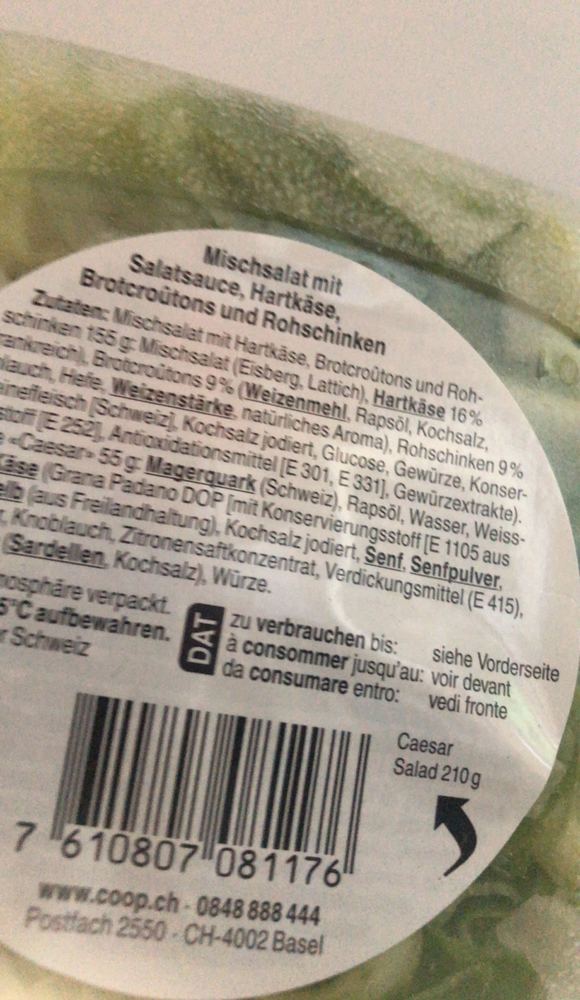 Mischsalat mit
Salatsauce, Hartkäse,
Brotcroûtons und Rohschinken
Zutaten: Mischsalat mit Hartkäse, Brotcroûtons und Roh-
schinken 155 g: Mischsalat (Eisberg, Lattich), Hartkäse 16%
ankreich), Brotcroûtons 9% (Weizenmehl, Rapsöl, Kochsalz,
lauch, Hefe, Weizenstärke, natürliches Aroma), Rohschinken 9%
inefleisch [Schweiz], Kochsalz jodiert, Glucose, Gewürze, Konser-
stoff [E 252], Antioxidationsmittel [E 301, E 331], Gewürzextrakte).
«Caesar» 55 g: Magerquark (Schweiz), Rapsöl, Wasser, Weiss-
käse (Grana Padano DOP [mit Konservierungsstoff [E 1105 aus
elb (aus Freilandhaltung), Kochsalz jodiert, Senf, Senfpulver,
r, Knoblauch, Zitronensaftkonzentrat, Verdickungsmittel (E 415),
(Sardellen, Kochsalz), Würze.
mosphäre verpackt.
5°C aufbewahren.
r Schweiz
DAT
zu verbrauchen bis: siehe Vorderseite
à consommer jusqu'au: voir devant
da consumare entro: vedi fronte
Caesar
Salad 210 g
7 610807 081176
www.coop.ch - 0848 888 444
Postfach 2550 - CH-4002 Basel